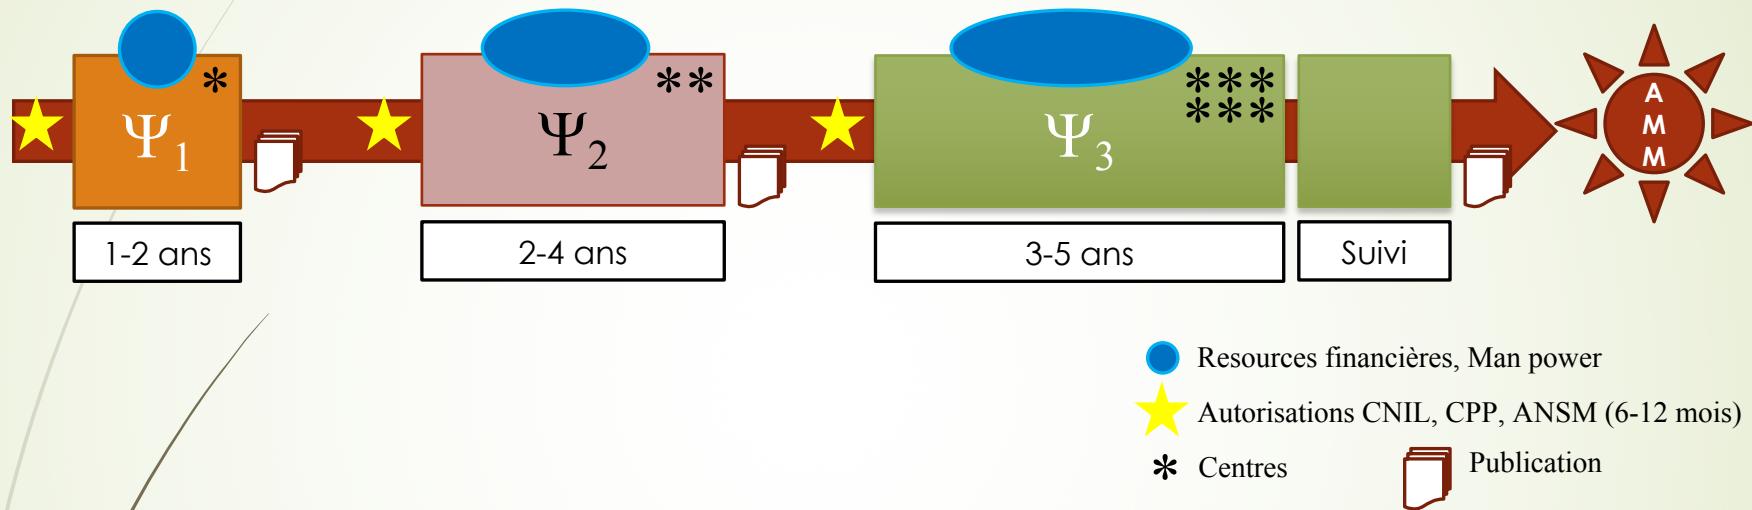 *
**
***
***
Ψ1
Ψ2
Ψ3
A
M
M
1-2 ans
2-4 ans
3-5 ans
Suivi
Resources financières, Man power
Autorisations CNIL, CPP, ANSM (6-12 mois)
* Centres
Publication